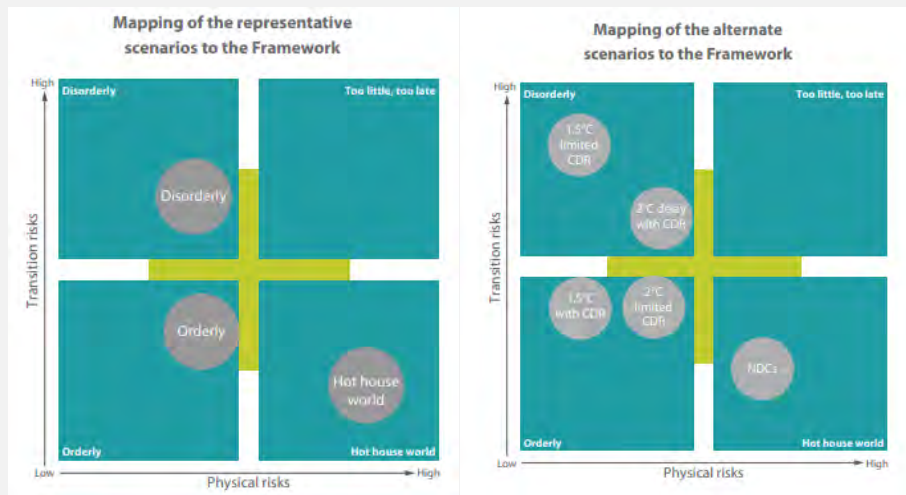 Mapping of the representative
scenarios to the Framework
High
Disorderly
Too little, too late
Disorderly
Transition risks
Orderly
Hot house
world
Orderly
Hot house world
Low
Physical risks
High
Mapping of the alternate
scenarios to the Framework
High
Disorderly
Too little, too late
1.5°C
limited
CDR
2°C delay
with CDR
Transition risks
1.5°C
with CDR
2°C
limited
CDR
NDCs
Orderly
Hot house world
Low
Physical risks
High